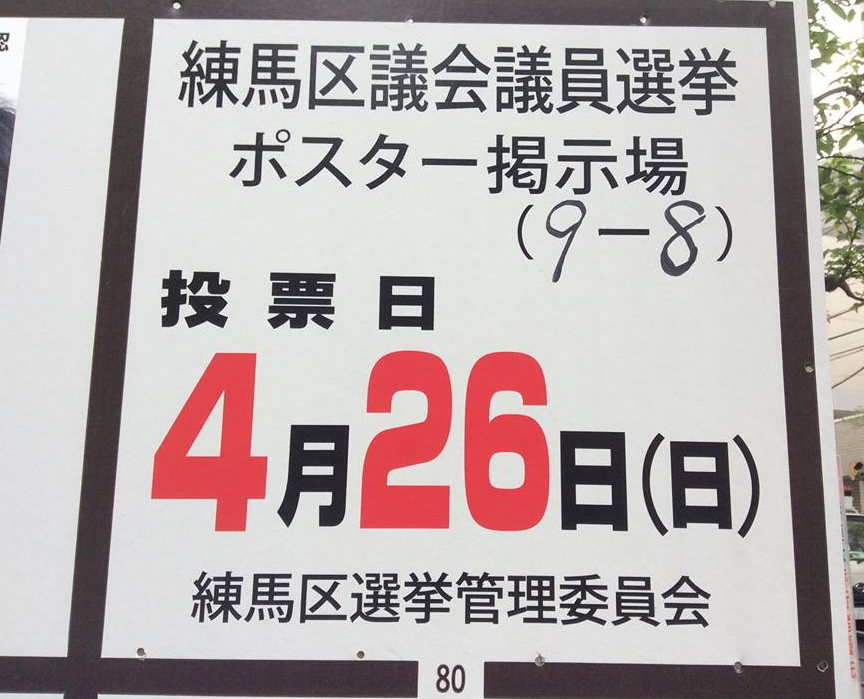 練馬区議会議員選挙
ポスター掲示場
(9-8)
投票日
4月26日(日)
練馬区選挙管理委員会
80